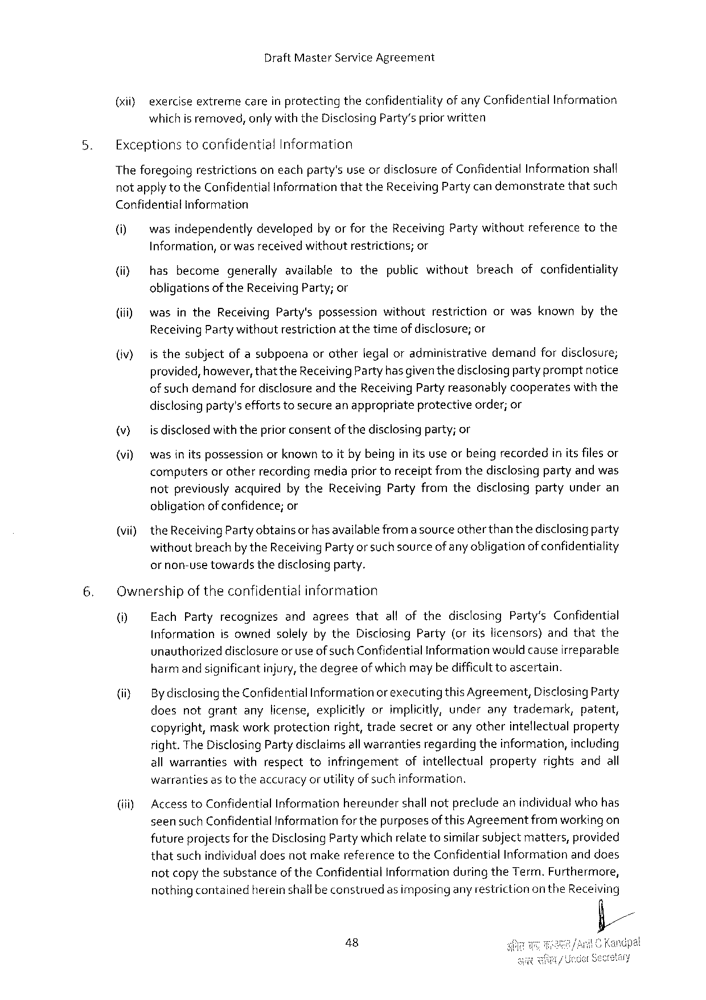 Draft Master Service Agreement
(xii) exercise extreme care in protecting the confidentiality of any Confidential Information
which is removed, only with the Disclosing Party's prior written
5. Exceptions to confidential Information
The foregoing restrictions on each party's use or disclosure of Confidential Information shall
not apply to the Confidential Information that the Receiving Party can demonstrate that such
Confidential Information
(i) was independently developed by or for the Receiving Party without reference to the
Information, or was received without restrictions; or
(ii) has become generally available to the public without breach of confidentiality
obligations of the Receiving Party; or
(iii) was in the Receiving Party's possession without restriction or was known by the
Receiving Party without restriction at the time of disclosure; or
(iv) is the subject of a subpoena or other legal or administrative demand for disclosure;
provided, however, that the Receiving Party has given the disclosing party prompt notice
of such demand for disclosure and the Receiving Party reasonably cooperates with the
disclosing party's efforts to secure an appropriate protective order; or
(v) is disclosed with the prior consent of the disclosing party; or
(vi) was in its possession or known to it by being in its use or being recorded in its files or
computers or other recording media prior to receipt from the disclosing party and was
not previously acquired by the Receiving Party from the disclosing party under an
obligation of confidence; or
(vii) the Receiving Party obtains or has available from a source other than the disclosing party
without breach by the Receiving Party or such source of any obligation of confidentiality
or non-use towards the disclosing party.
6. Ownership of the confidential information
(i) Each Party recognizes and agrees that all of the disclosing Party's Confidential
Information is owned solely by the Disclosing Party (or its licensors) and that the
unauthorized disclosure or use of such Confidential Information would cause irreparable
harm and significant injury, the degree of which may be difficult to ascertain.
(ii) By disclosing the Confidential Information or executing this Agreement, Disclosing Party
does not grant any license, explicitly or implicitly, under any trademark, patent,
copyright, mask work protection right, trade secret or any other intellectual property
right. The Disclosing Party disclaims all warranties regarding the information, including
all warranties with respect to infringement of intellectual property rights and all
warranties as to the accuracy or utility of such information.
(iii) Access to Confidential Information hereunder shall not preclude an individual who has
seen such Confidential Information for the purposes of this Agreement from working on
future projects for the Disclosing Party which relate to similar subject matters, provided
that such individual does not make reference to the Confidential Information and does
not copy the substance of the Confidential Information during the Term. Furthermore,
nothing contained herein shall be construed as imposing any restriction on the Receiving
48
/Anil C Kandpal
अवर सचिव/Under Secretary